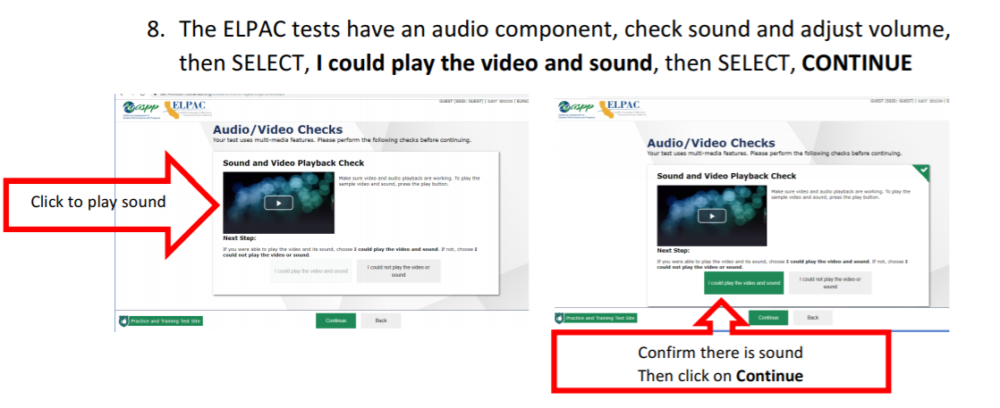 8. The ELPAC tests have an audio component, check sound and adjust volume,
then SELECT, I could play the video and sound, then SELECT, CONTINUE
caaspp ELPAC
Audio/Video Checks
Your test uses multi-media features. Please perform the following checks before continuing.
Sound and Video Playback Check
Make sure video and audio playback are working. To play the
sample video and sound, press the play button.
Click to play sound
Next Step:
If you were able to play the video and its sound, choose I could play the video and sound. If not, choose I
could not play the video or sound.
I could play the video and sound
I could not play the video or
sound
Practice and Training Test Site
Continue
Back
caaspp ELPAC
GUEST (SSID: GUEST) |
Audio/Video Checks
Your test uses multi-media features. Please perform the following checks before continuing.
Sound and Video Playback Check
Make sure video and audio playback are working. To play the
sample video and sound, press the play button.
Next Step:
If you were able to play the video and its sound, choose I could play the video and sound. If not, choose I
could not play the video or sound.
I could play the video and sound
I could not play the video or
sound
Practice and Training Test Site
Continue
Back
Confirm there is sound
Then click on Continue